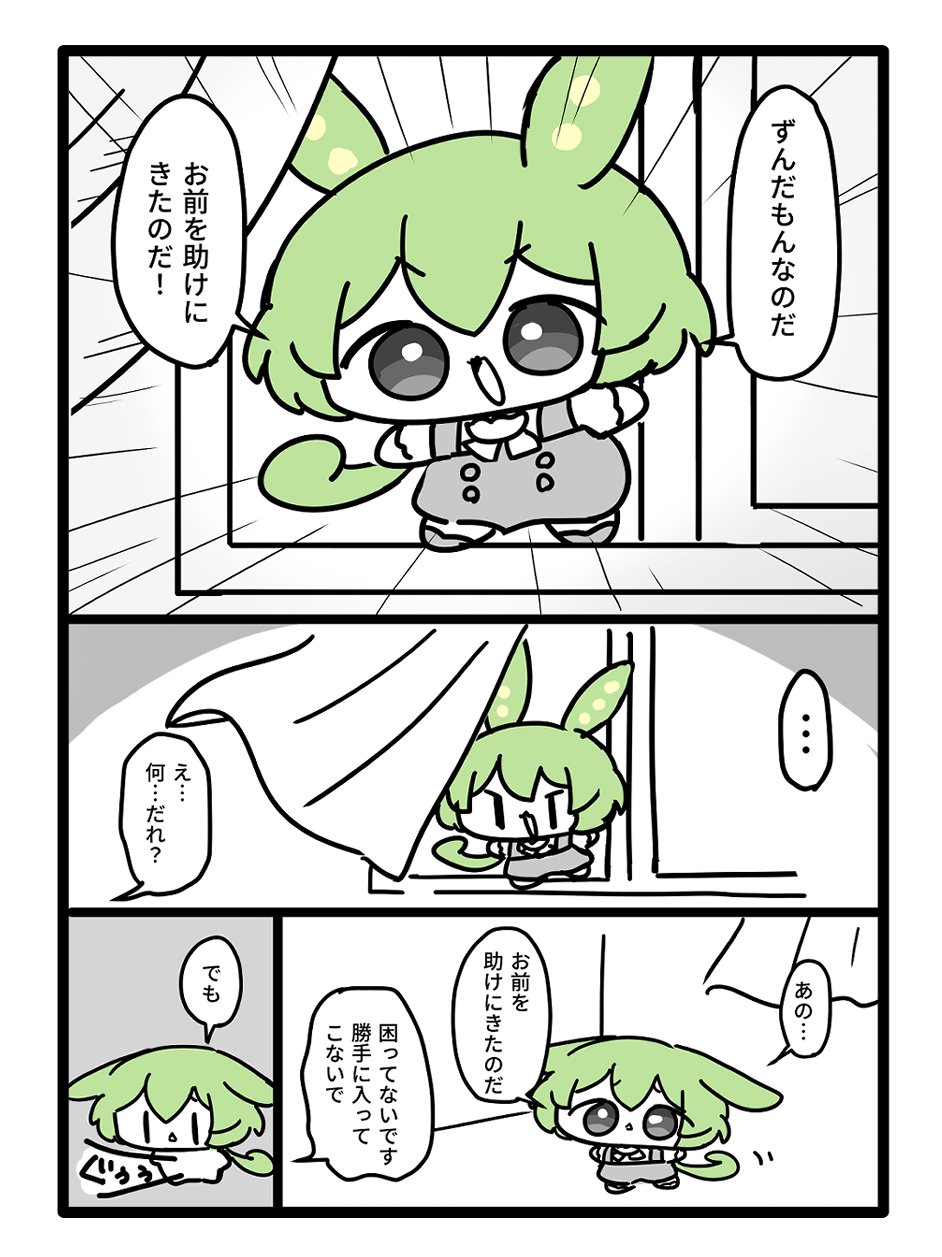 ずんだもんなのだ
お前を助けに
きたのだ！
…
え…
何…だれ？
あの…
お前を
助けにきたのだ
困ってないです
勝手に入って
こないで
でも
ぐぅぅ